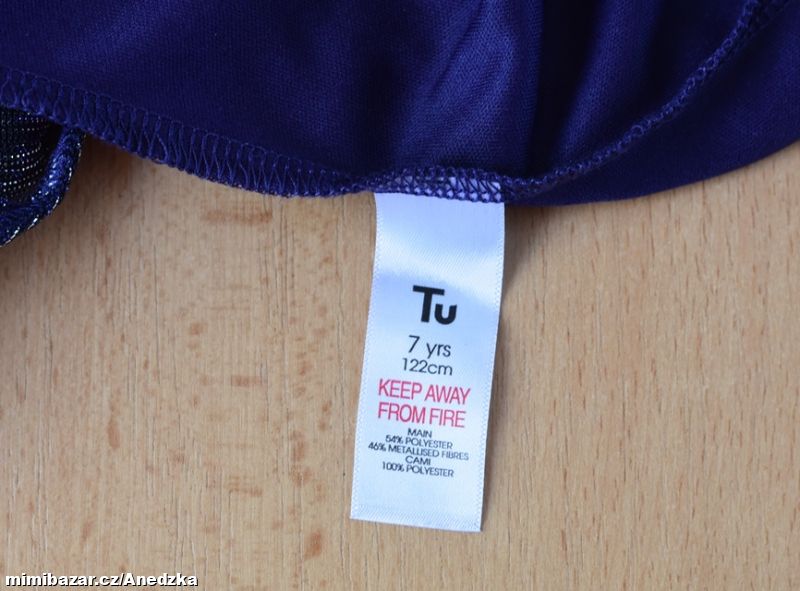 Tu
7 yrs
122cm
KEEP AWAY
FROM FIRE
MAIN
54% POLYESTER
46% METALLISED FIBRES
CAMI
100% POLYESTER
mimibazar.cz/Anedzka